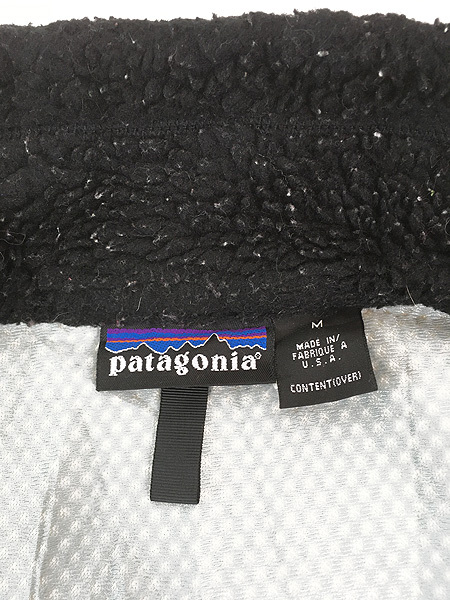 patagonia®
M
MADE IN/
FABRIQUE A
U.S.A.
CONTENT(OVER)